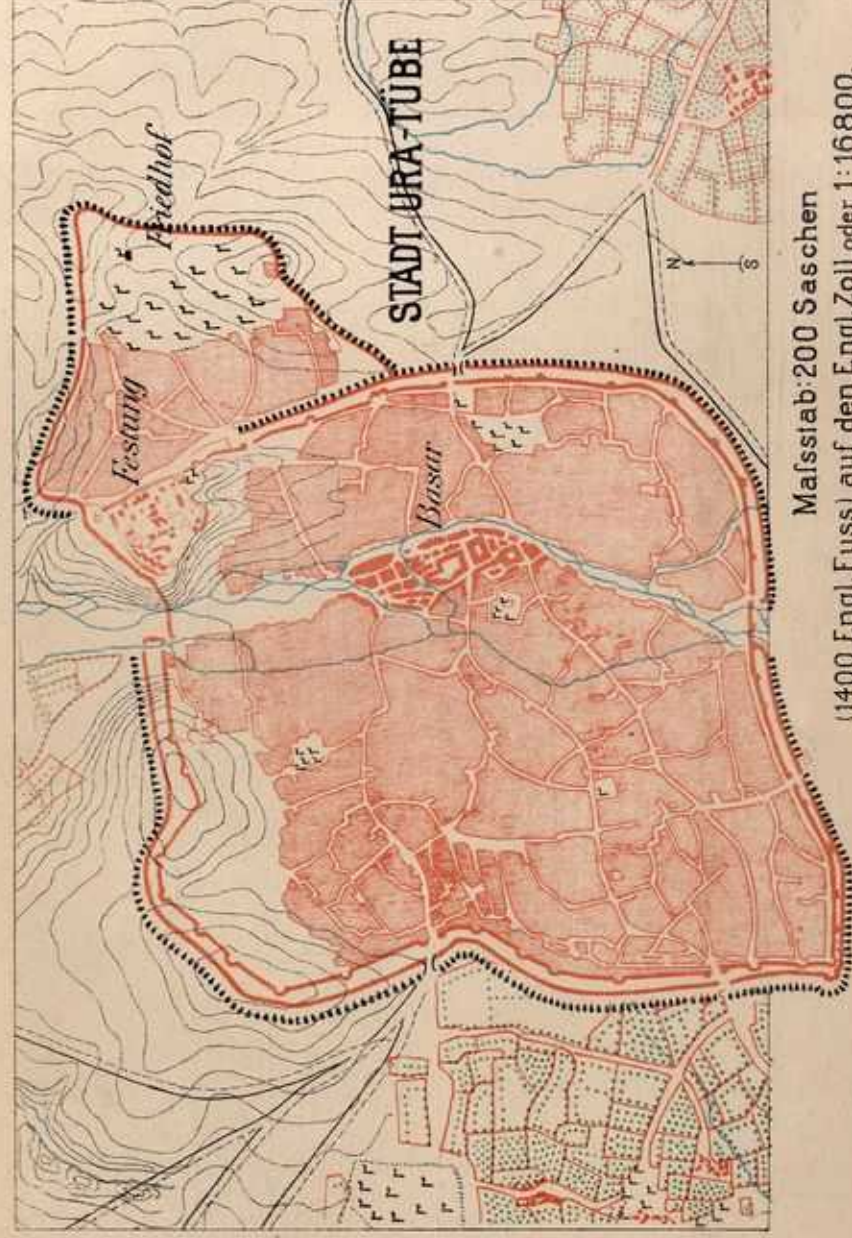 STADT URA-TÜBE
Friedhof
Festung
Basar
N
S
Maſsstab: 200 Saschen
(1400 Engl. Fuss) auf den Engl. Zoll oder 1:16800.